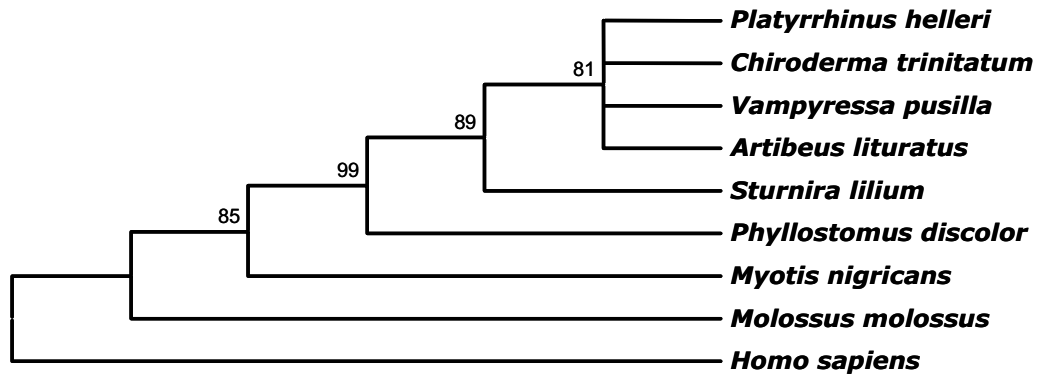 Platyrrhinus helleri
81
Chiroderma trinitatum
Vampyressa pusilla
89
Artibeus lituratus
99
Sturnira lilium
85
Phyllostomus discolor
Myotis nigricans
Molossus molossus
Homo sapiens